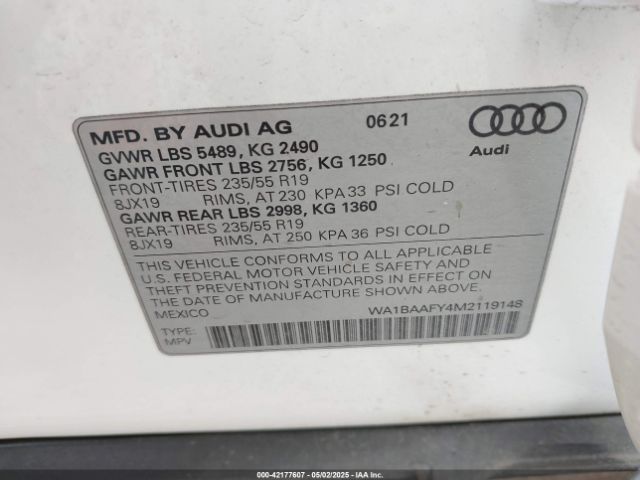 MFD. BY AUDI AG 0621
GVWR LBS 5489, KG 2490
GAWR FRONT LBS 2756, KG 1250
FRONT-TIRES 235/55 R19
8JX19 RIMS, AT 230 KPA 33 PSI COLD
GAWR REAR LBS 2998, KG 1360
REAR-TIRES 235/55 R19
8JX19 RIMS, AT 250 KPA 36 PSI COLD
Audi
THIS VEHICLE CONFORMS TO ALL APPLICABLE
U.S. FEDERAL MOTOR VEHICLE SAFETY AND
THEFT PREVENTION STANDARDS IN EFFECT ON
THE DATE OF MANUFACTURE SHOWN ABOVE.
MEXICO WA1BAAFY4M2119148
TYPE:
MPV
000-42177607 - 05/02/2025 - IAA Inc.